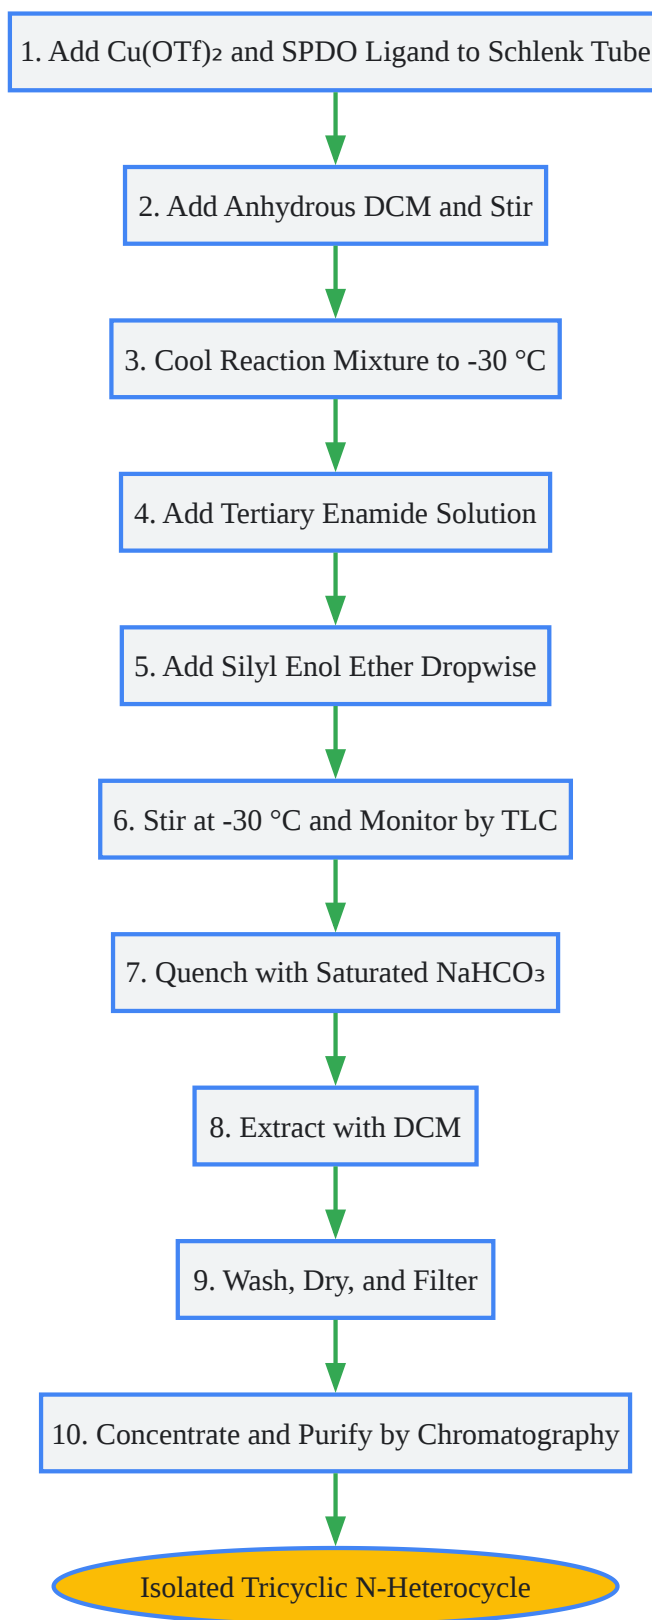 1. Add Cu(OTf)₂ and SPDO Ligand to Schlenk Tube
2. Add Anhydrous DCM and Stir
3. Cool Reaction Mixture to -30 °C
4. Add Tertiary Enamide Solution
5. Add Silyl Enol Ether Dropwise
6. Stir at -30 °C and Monitor by TLC
7. Quench with Saturated NaHCO₃
8. Extract with DCM
9. Wash, Dry, and Filter
10. Concentrate and Purify by Chromatography
Isolated Tricyclic N-Heterocycle